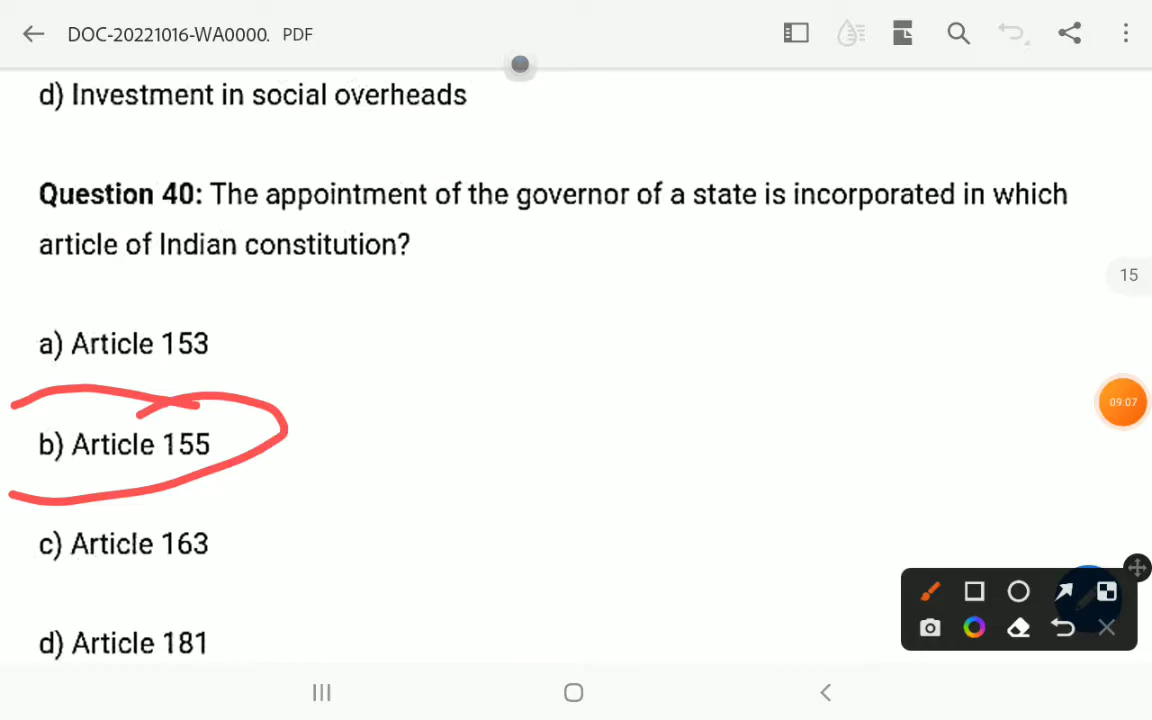 DOC-20221016-WA0000. PDF
d) Investment in social overheads
Question 40: The appointment of the governor of a state is incorporated in which
article of Indian constitution?
15
a) Article 153
09:07
b) Article 155
c) Article 163
d) Article 181